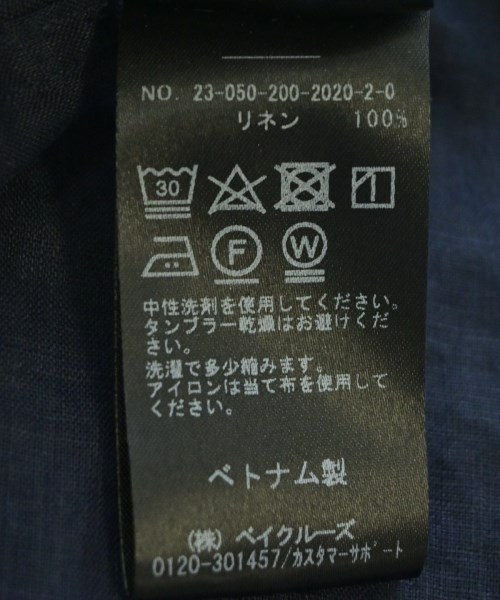 NO. 23-050-200-2020-2-0
リネン 100%
30
F W
中性洗剤を使用してください。
タンブラー乾燥はお避けくだ
さい。
洗濯で多少縮みます。
アイロンは当て布を使用して
ください。
ベトナム製
(株) ベイクルーズ
0120-301457/カスタマーサポート